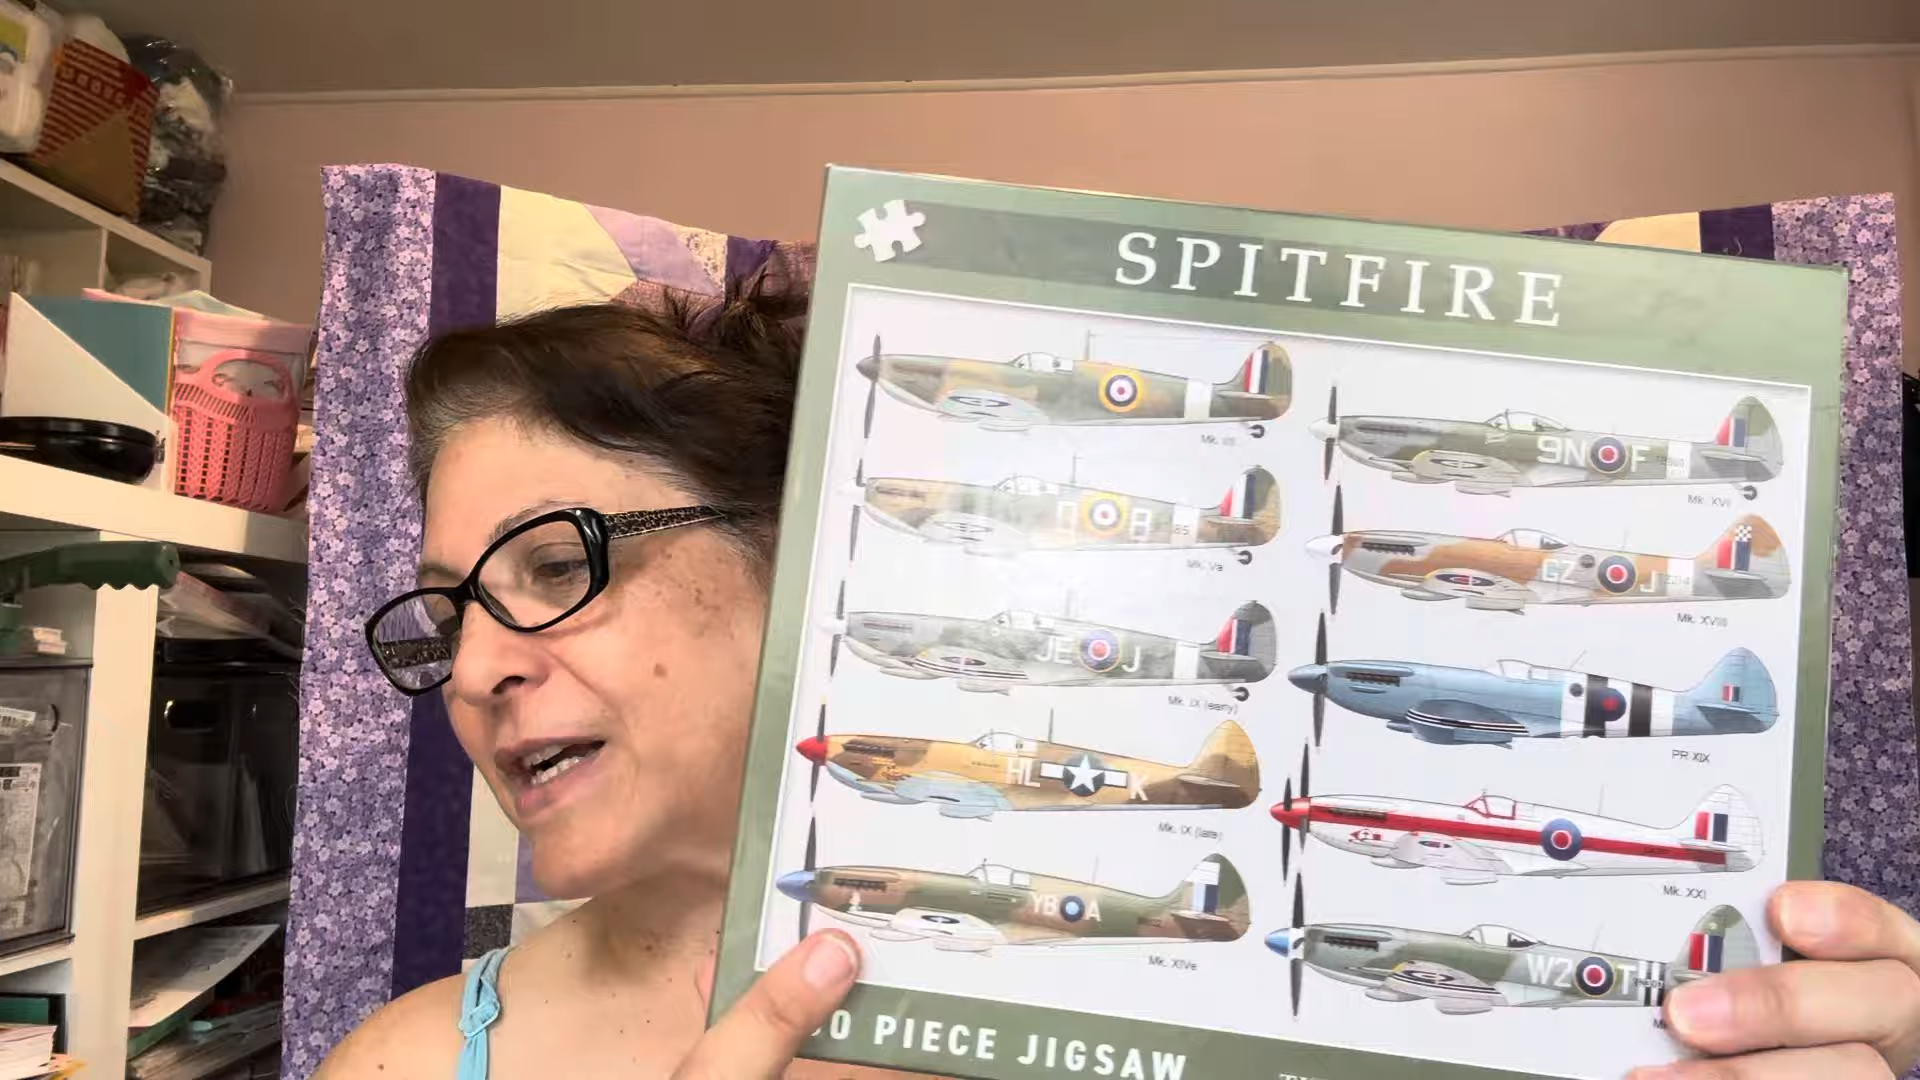 SPITFIRE
9N F
Mk. XVI
B
Mk. Va
GZ J
Mk. XVIII
JE J
Mk. IX (early)
PR XIX
HL K
Mk. IX (late)
Mk. XXI
YB A
Mk. XIVe
WZ T
PIECE JIGSAW